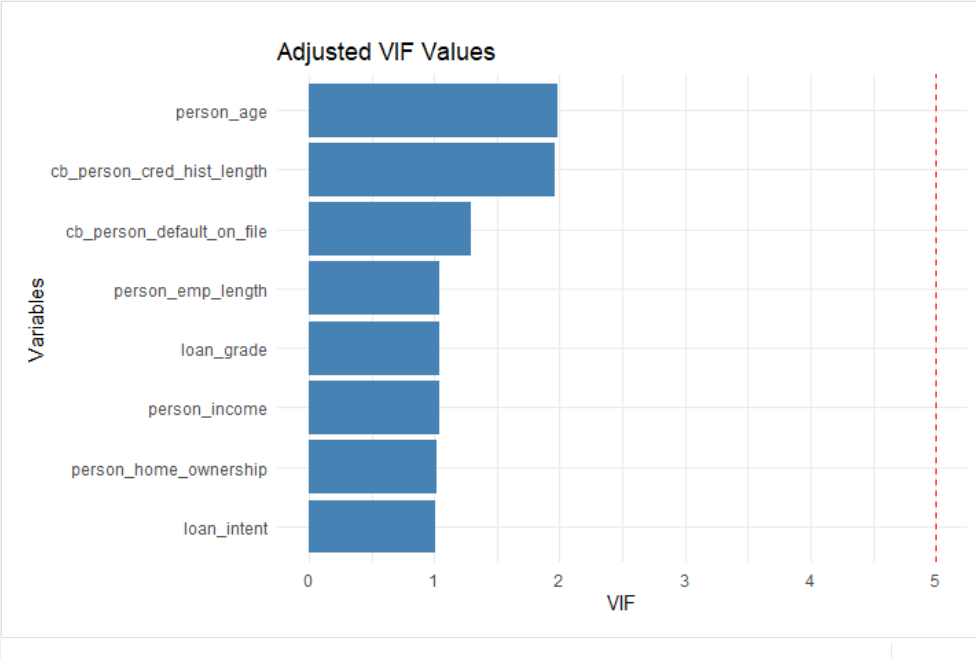 Adjusted VIF Values
Variables
person_age
cb_person_cred_hist_length
cb_person_default_on_file
person_emp_length
loan_grade
person_income
person_home_ownership
loan_intent
0 1 2 3 4 5
VIF